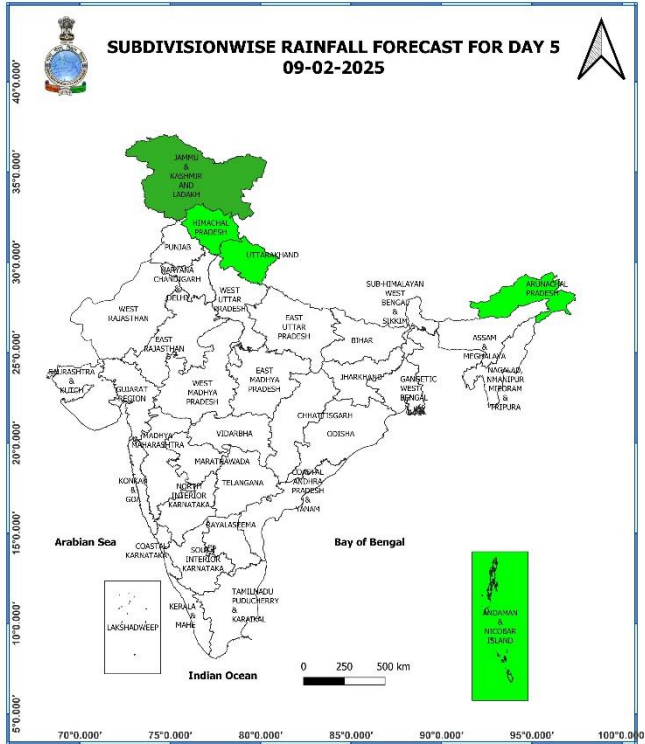 SUBDIVISIONWISE RAINFALL FORECAST FOR DAY 5
09-02-2025
40°0.000'
35°0.000'
30°0.000'
25°0.000'
20°0.000'
15°0.000'
10°0.000'
5°0.000'
JAMMU
&
KASHMIR
AND
LADAKH
HIMACHAL
PRADESH
UTTARAKHAND
PUNJAB
HARYANA
CHANDIGARH
&
DELHI
WEST
UTTAR
PRADESH
WEST
RAJASTHAN
EAST
RAJASTHAN
EAST
UTTAR
PRADESH
SUB-HIMALAYAN
WEST
BENGAL
&
SIKKIM
ARUNACHAL
PRADESH
ASSAM
&
MEGHALAYA
NAGALAD
NMANIPUR
MIZORAM
&
TRIPURA
BIHAR
JHARKHAND
GANGETIC
WEST
BENGAL
SAURASHTRA
&
KUTCH
GUJARAT
REGION
WEST
MADHYA
PRADESH
EAST
MADHYA
PRADESH
CHHATTISGARH
ODISHA
MADHYA
MAHARASHTRA
VIDARBHA
MARATHWADA
TELANGANA
KONKAN
&
GOA
NORTH
INTERIOR
KARNATAKA
COASTAL
ANDHRA
PRADESH
&
YANAM
RAYALASEEMA
COASTAL
KARNATAKA
SOUTH
INTERIOR
KARNATAKA
TAMILNADU
PUDUCHERRY
&
KARAIKAL
KERALA
&
MAHE
LAKSHADWEEP
ANDAMAN
&
NICOBAR
ISLAND
Arabian Sea
Bay of Bengal
Indian Ocean
0 250 500 km
70°0.000' 75°0.000' 80°0.000' 85°0.000' 90°0.000' 95°0.000' 100°0.000'